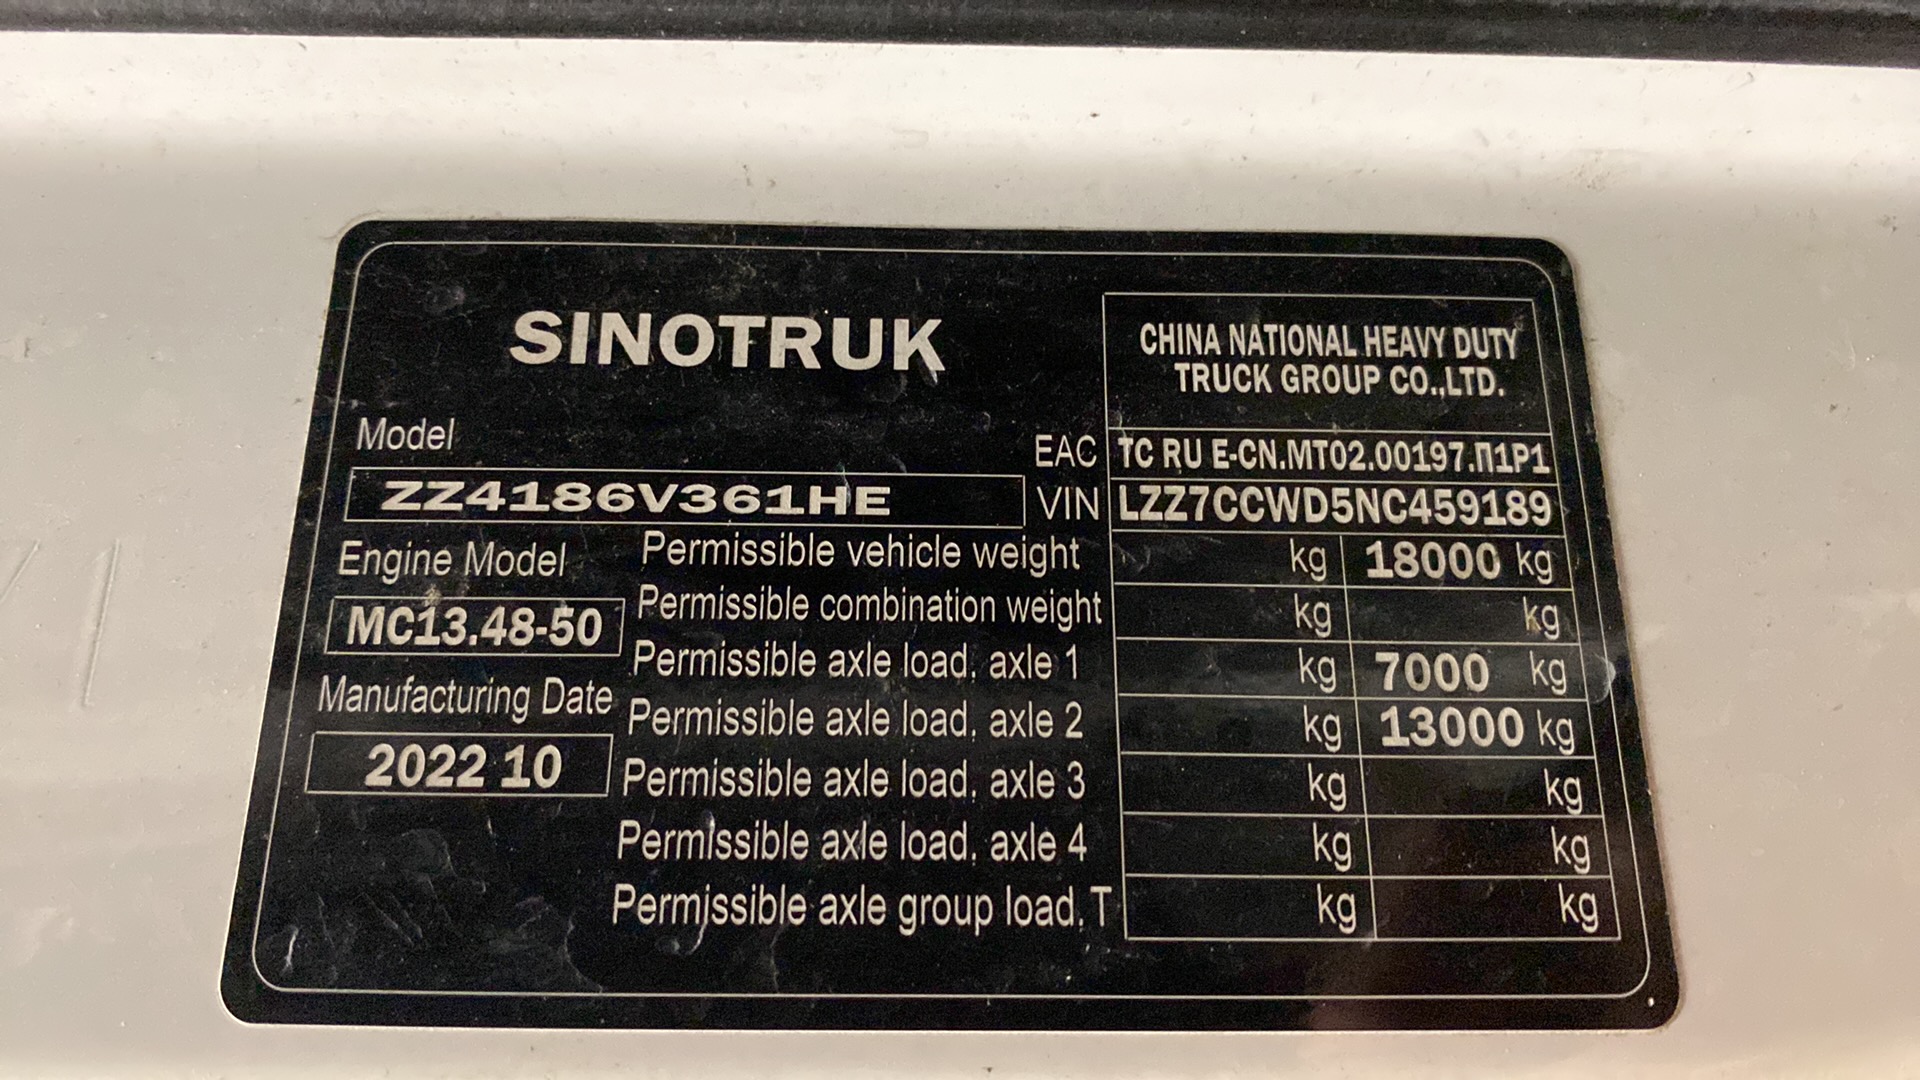 SINOTRUK
CHINA NATIONAL HEAVY DUTY
TRUCK GROUP CO.,LTD.
Model
EAC TC RU E-CN.MT02.00197.П1P1
ZZ4186V361HE
VIN LZZ7CCWD5NC459189
Engine Model
Permissible vehicle weight kg 18000 kg
MC13.48-50
Permissible combination weight kg kg
Permissible axle load, axle 1 kg 7000 kg
Manufacturing Date
Permissible axle load, axle 2 kg 13000 kg
2022 10
Permissible axle load, axle 3 kg kg
Permissible axle load, axle 4 kg kg
Permissible axle group load, T kg kg